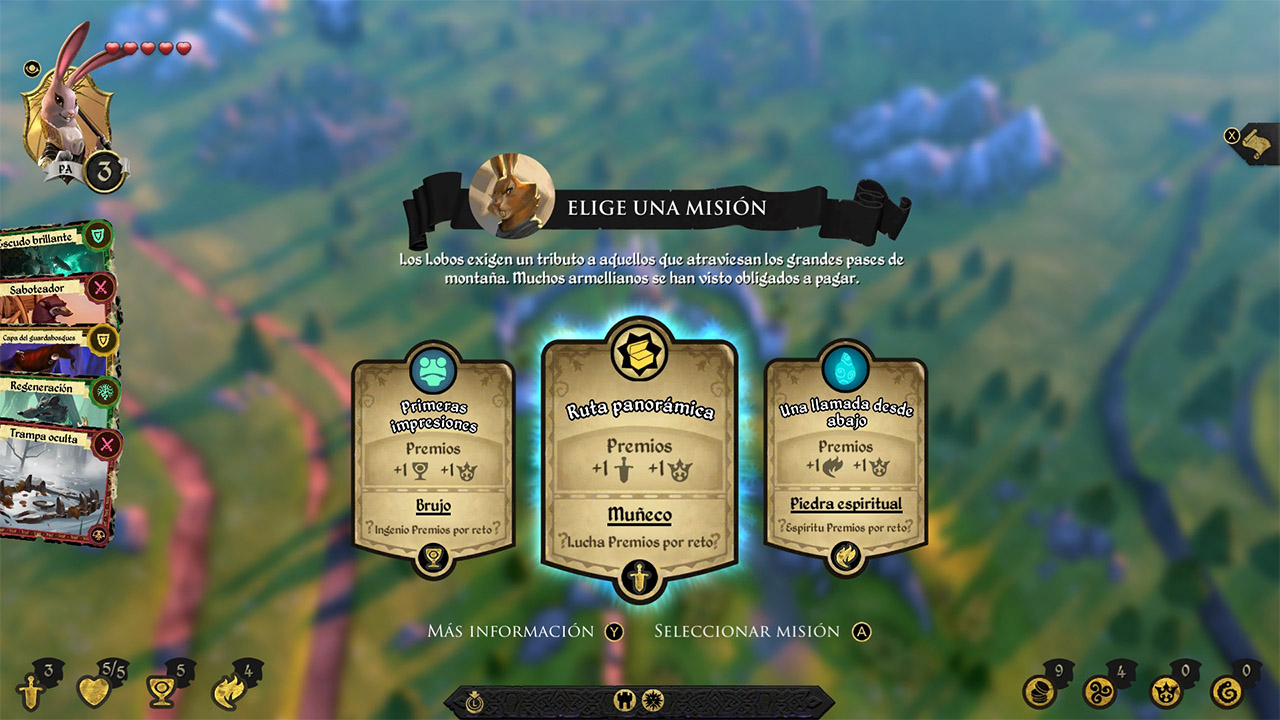 PA
3
Escudo brillante
Saboteador
Capa del guardabosques
Regeneración
Trampa oculta
X
ELIGE UNA MISIÓN
Los Lobos exigen un tributo a aquellos que atraviesan los grandes pases de
montaña. Muchos armellianos se han visto obligados a pagar.
Primeras
impresiones
Premios
+1 +1
Brujo
?Ingenio Premios por reto?
Ruta panorámica
Premios
+1 +1
Muñeco
?Lucha Premios por reto?
Una llamada desde
abajo
Premios
+1 +1
Piedra espiritual
?Espíritu Premios por reto?
MÁS INFORMACIÓN Y SELECCIONAR MISIÓN A
3 5/5 5 4
9 4 0 0